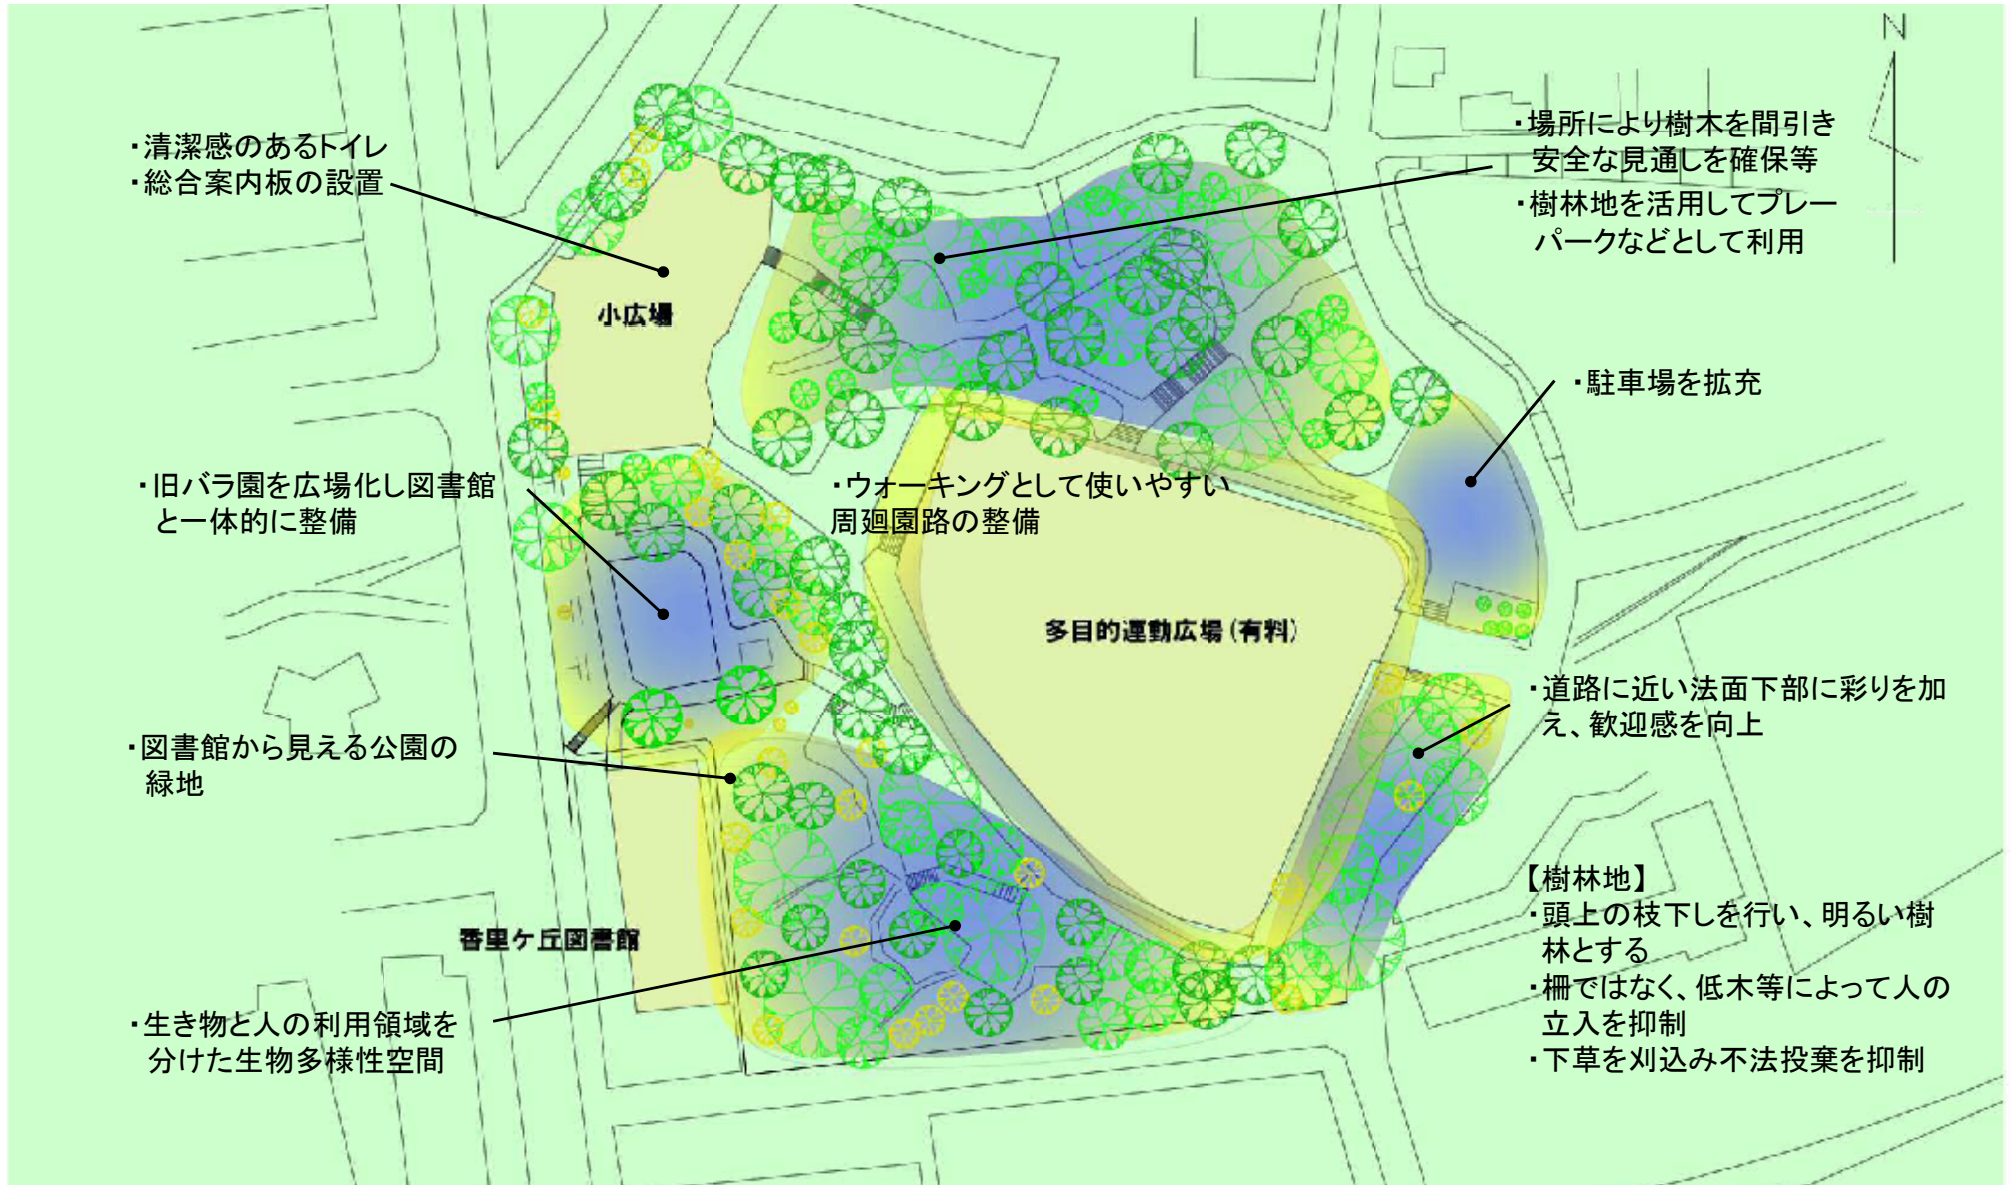 N
・清潔感のあるトイレ
・総合案内板の設置
・場所により樹木を間引き
安全な見通しを確保等
・樹林地を活用してプレー
パークなどとして利用
小広場
・駐車場を拡充
・旧バラ園を広場化し図書館
と一体的に整備
・ウォーキングとして使いやすい
周廻園路の整備
多目的運動広場(有料)
・道路に近い法面下部に彩りを加
え、歓迎感を向上
・図書館から見える公園の
緑地
【樹林地】
・頭上の枝下しを行い、明るい樹
林とする
・柵ではなく、低木等によって人の
立入を抑制
・下草を刈込み不法投棄を抑制
香里ケ丘図書館
・生き物と人の利用領域を
分けた生物多様性空間